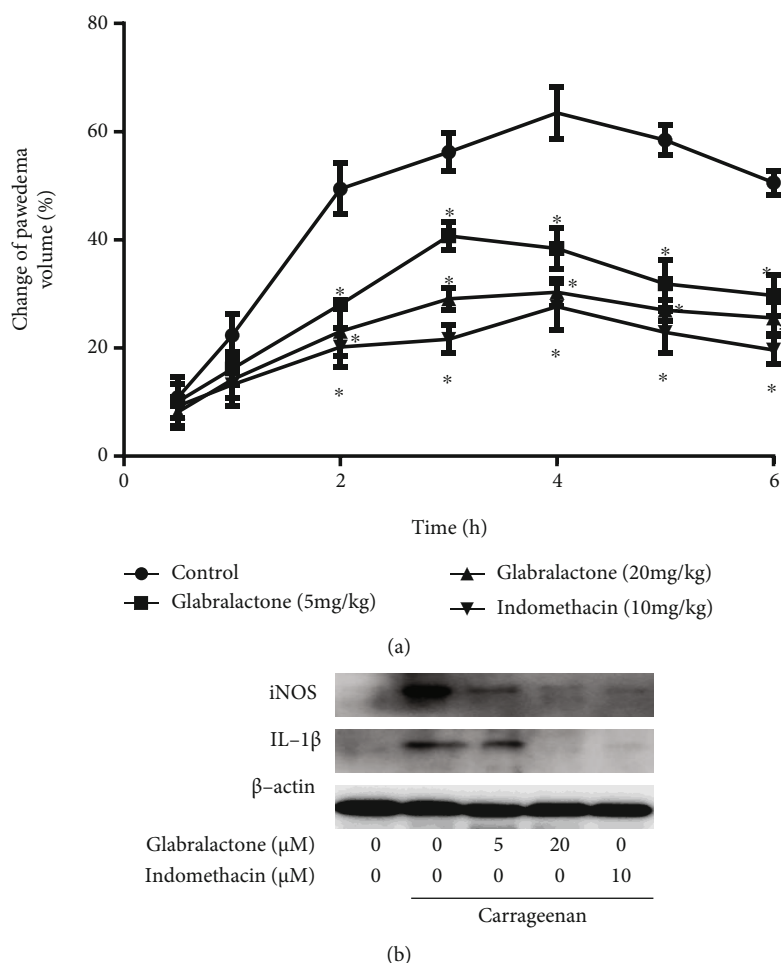 80
60
40
20
0
Change of pawedema
volume (%)
* * * *
* * *
* *
* * * * *
0 2 4 6
Time (h)
Control
Glabralactone (5mg/kg)
Glabralactone (20mg/kg)
Indomethacin (10mg/kg)
(a)
iNOS
IL–1β
β–actin
Glabralactone (μM) 0 0 5 20 0
Indomethacin (μM) 0 0 0 0 10
Carrageenan
(b)